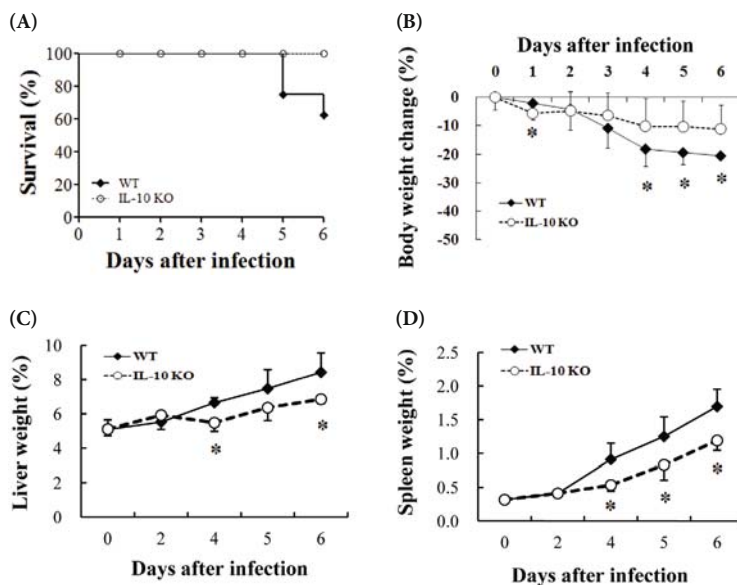 (A)
100
80
60
40
20
0
Survival (%)
WT
IL-10 KO
1 2 3 4 5 6
Days after infection
(B)
Days after infection
0 1 2 3 4 5 6
0
-10
-20
-30
-40
-50
Body weight change (%)
*
* * *
WT
IL-10 KO
(C)
10
8
6
4
2
0
Liver weight (%)
WT
IL-10 KO
* *
0 2 4 5 6
Days after infection
(D)
2.5
2.0
1.5
1.0
0.5
0.0
Spleen weight (%)
WT
IL-10 KO
* * *
0 2 4 5 6
Days after infection